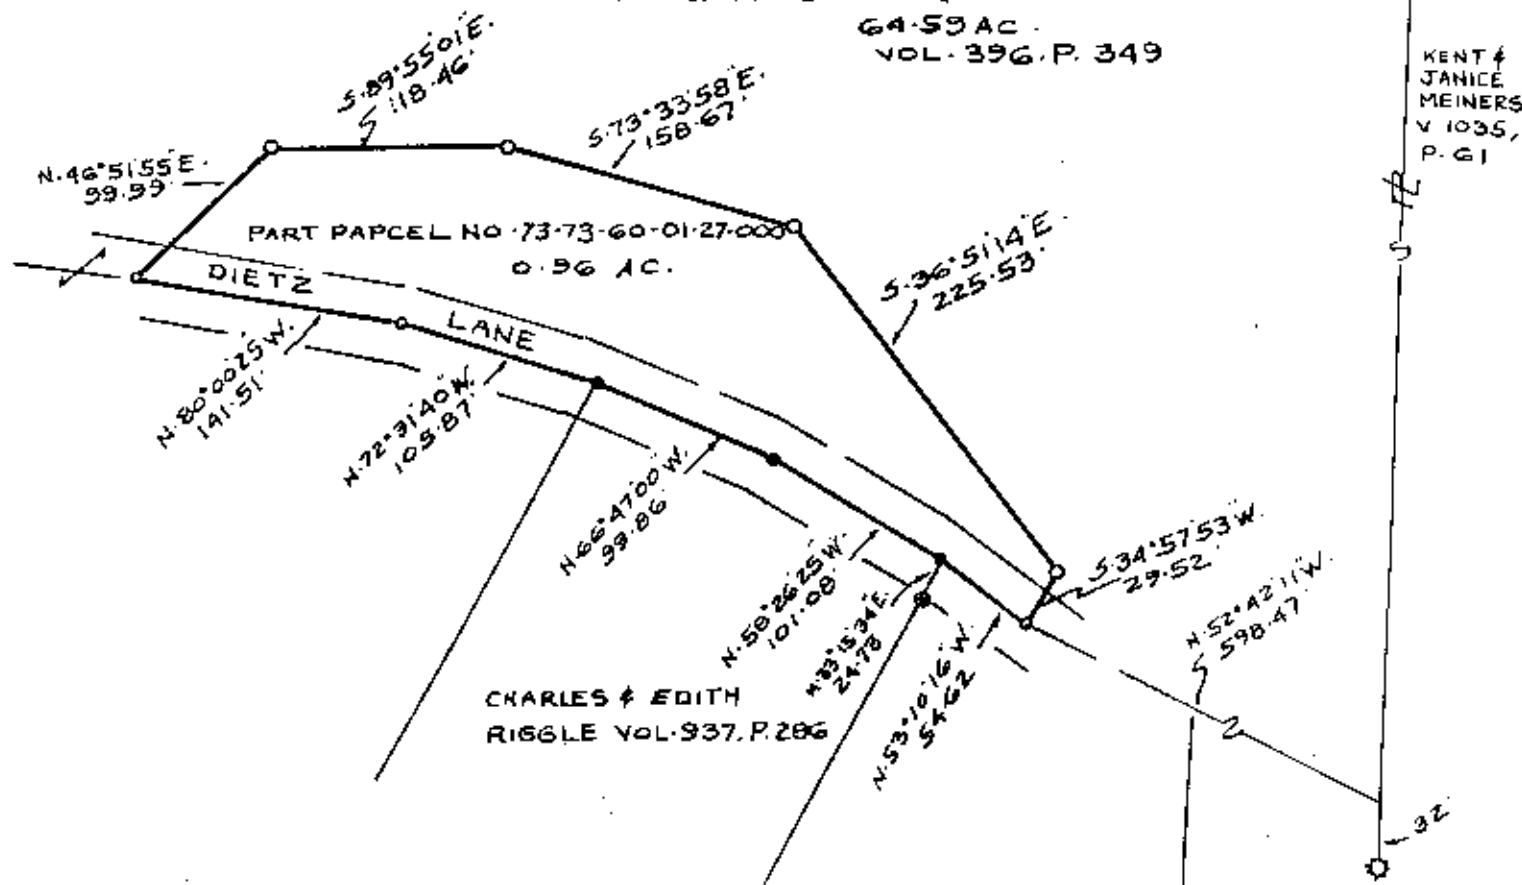 64.59 AC.
VOL. 396, P. 349
KENT &
JANICE
MEINERS
V 1035,
P. 61
S.89°55'01"E.
118.46'
S.73°33'58"E.
158.67'
N.46°51'55"E.
99.99'
PART PAPCEL NO.73-73-60-01-27-000
0.96 AC.
S.36°51'14"E.
225.53'
DIETZ
LANE
N.80°00'25"W.
141.51'
N.72°31'40"W.
105.87'
N.66°47'00"W.
99.86'
N.58°26'25"W.
101.08'
N.33°15'34"E.
24.73
N.53°10'16"W.
54.62
S.34°57'53"W.
29.52'
N.52°42'11"W.
598.47'
CHARLES & EDITH
RIGGLE VOL.937, P.286
32'